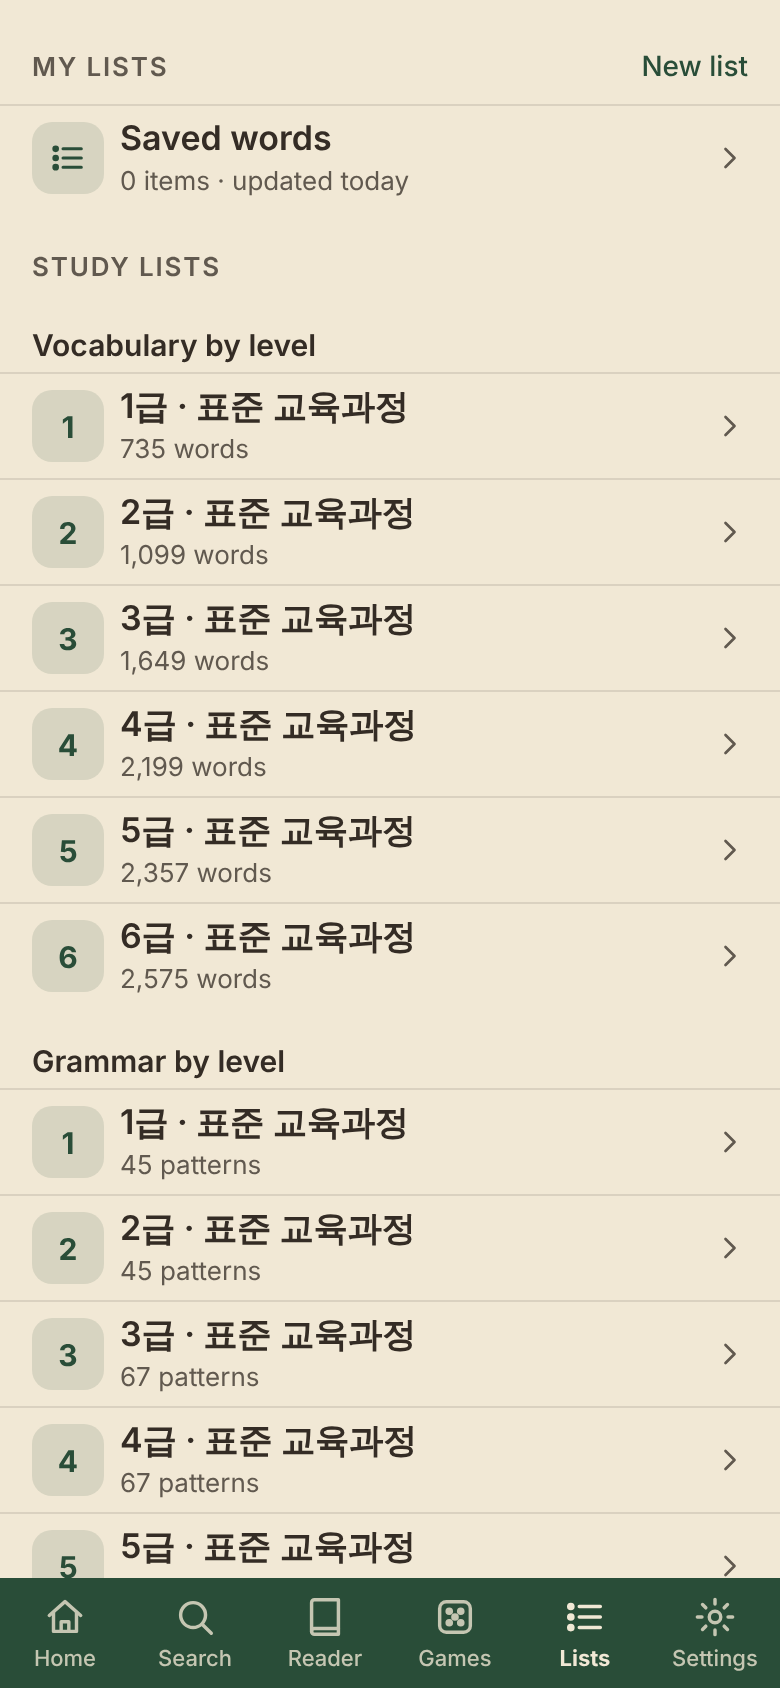 MY LISTS
New list
Saved words
0 items · updated today
STUDY LISTS
Vocabulary by level
1
1급 · 표준 교육과정
735 words
2
2급 · 표준 교육과정
1,099 words
3
3급 · 표준 교육과정
1,649 words
4
4급 · 표준 교육과정
2,199 words
5
5급 · 표준 교육과정
2,357 words
6
6급 · 표준 교육과정
2,575 words
Grammar by level
1
1급 · 표준 교육과정
45 patterns
2
2급 · 표준 교육과정
45 patterns
3
3급 · 표준 교육과정
67 patterns
4
4급 · 표준 교육과정
67 patterns
5
5급 · 표준 교육과정
Home
Search
Reader
Games
Lists
Settings